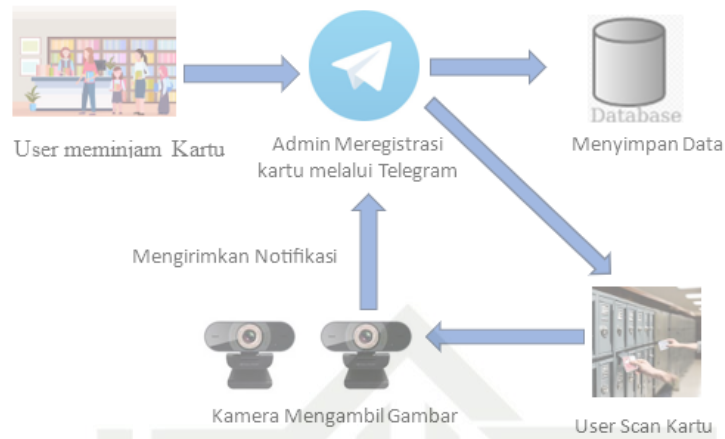 Database
User meminjam Kartu
Admin Meregistrasi
kartu melalui Telegram
Menyimpan Data
Mengirimkan Notifikasi
Kamera Mengambil Gambar
User Scan Kartu